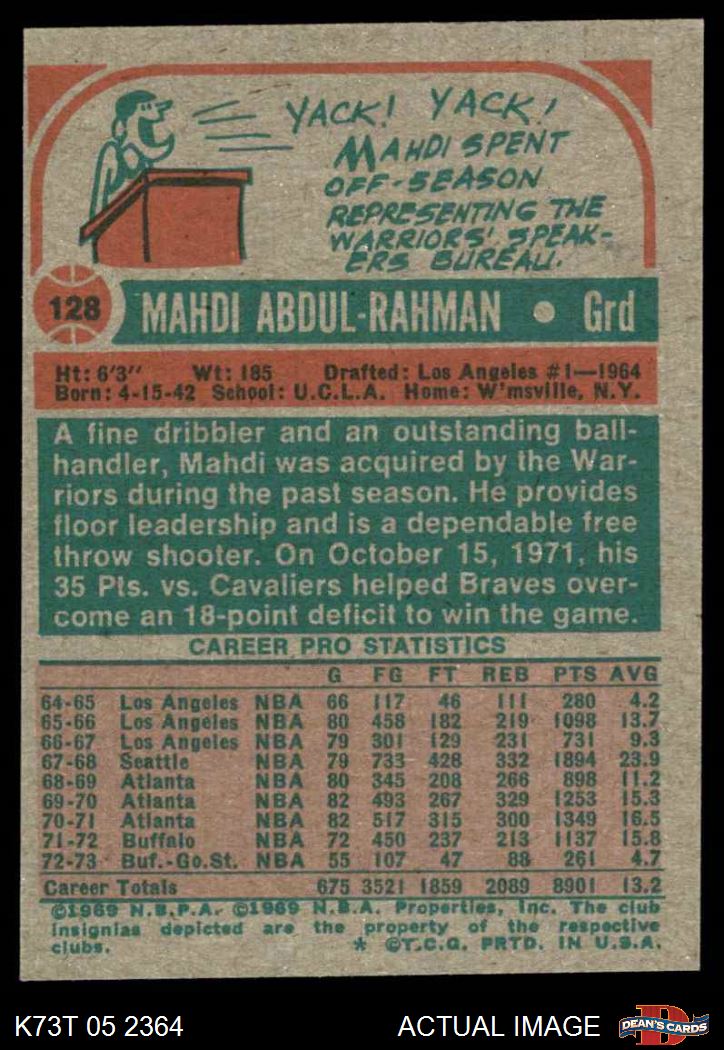 YACK! YACK!
MAHDI SPENT
OFF-SEASON
REPRESENTING THE
WARRIORS' SPEAK-
ERS BUREAU.
128 MAHDI ABDUL-RAHMAN • Grd
Ht: 6'3" Wt: 185 Drafted: Los Angeles #1—1964
Born: 4-15-42 School: U.C.L.A. Home: W'msville, N.Y.
A fine dribbler and an outstanding ball-
handler, Mahdi was acquired by the War-
riors during the past season. He provides
floor leadership and is a dependable free
throw shooter. On October 15, 1971, his
35 Pts. vs. Cavaliers helped Braves over-
come an 18-point deficit to win the game.
CAREER PRO STATISTICS
G FG FT REB PTS AVG
64-65 Los Angeles NBA 66 117 46 111 280 4.2
65-66 Los Angeles NBA 80 458 182 219 1098 13.7
66-67 Los Angeles NBA 79 301 129 231 731 9.3
67-68 Seattle NBA 79 733 428 332 1894 23.9
68-69 Atlanta NBA 80 345 208 266 898 11.2
69-70 Atlanta NBA 82 493 267 329 1253 15.3
70-71 Atlanta NBA 82 517 315 300 1349 16.5
71-72 Buffalo NBA 72 450 237 213 1137 15.8
72-73 Buf.-Go.St. NBA 55 107 47 88 261 4.7
Career Totals 675 3521 1859 2089 8901 13.2
©1969 N.B.P.A. ©1969 N.B.A. Properties, Inc. The club
insignias depicted are the property of the respective
clubs. * ©T.C.G. PRTD. IN U.S.A.
K73T 05 2364 ACTUAL IMAGE D DEAN'S CARDS